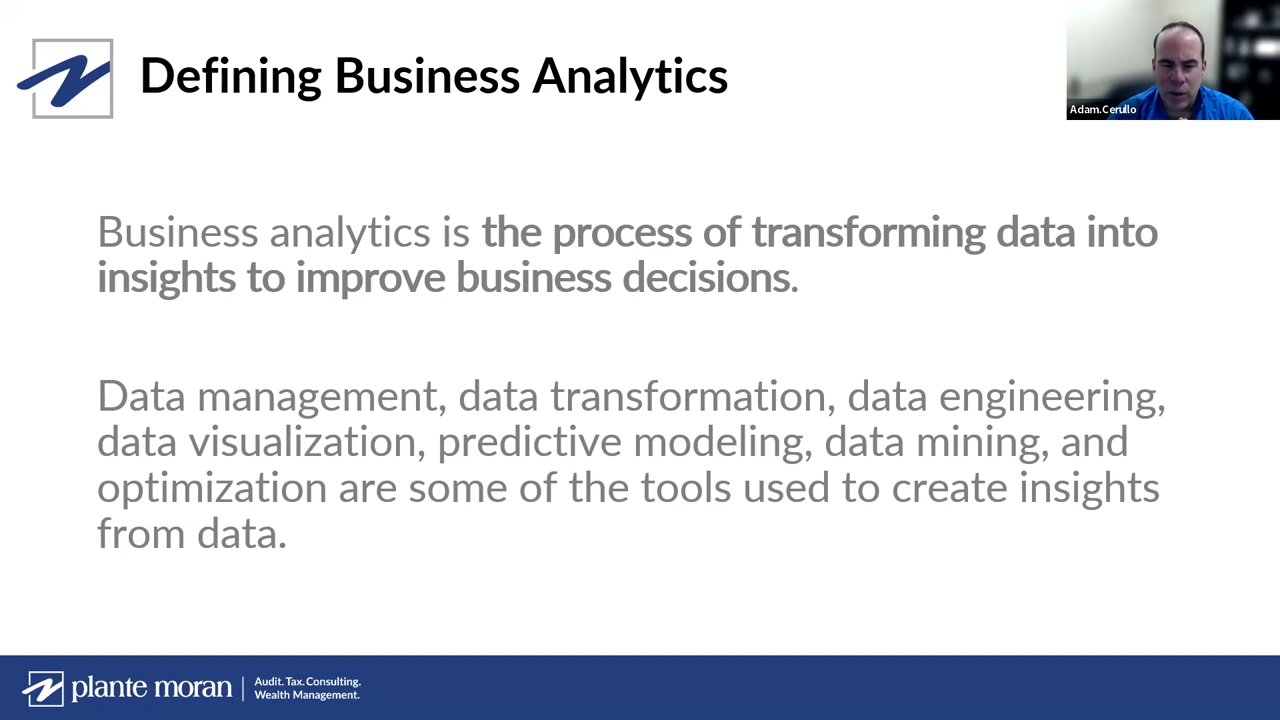 Defining Business Analytics
Adam.Cerullo
Business analytics is the process of transforming data into
insights to improve business decisions.
Data management, data transformation, data engineering,
data visualization, predictive modeling, data mining, and
optimization are some of the tools used to create insights
from data.
plante moran
Audit. Tax. Consulting.
Wealth Management.